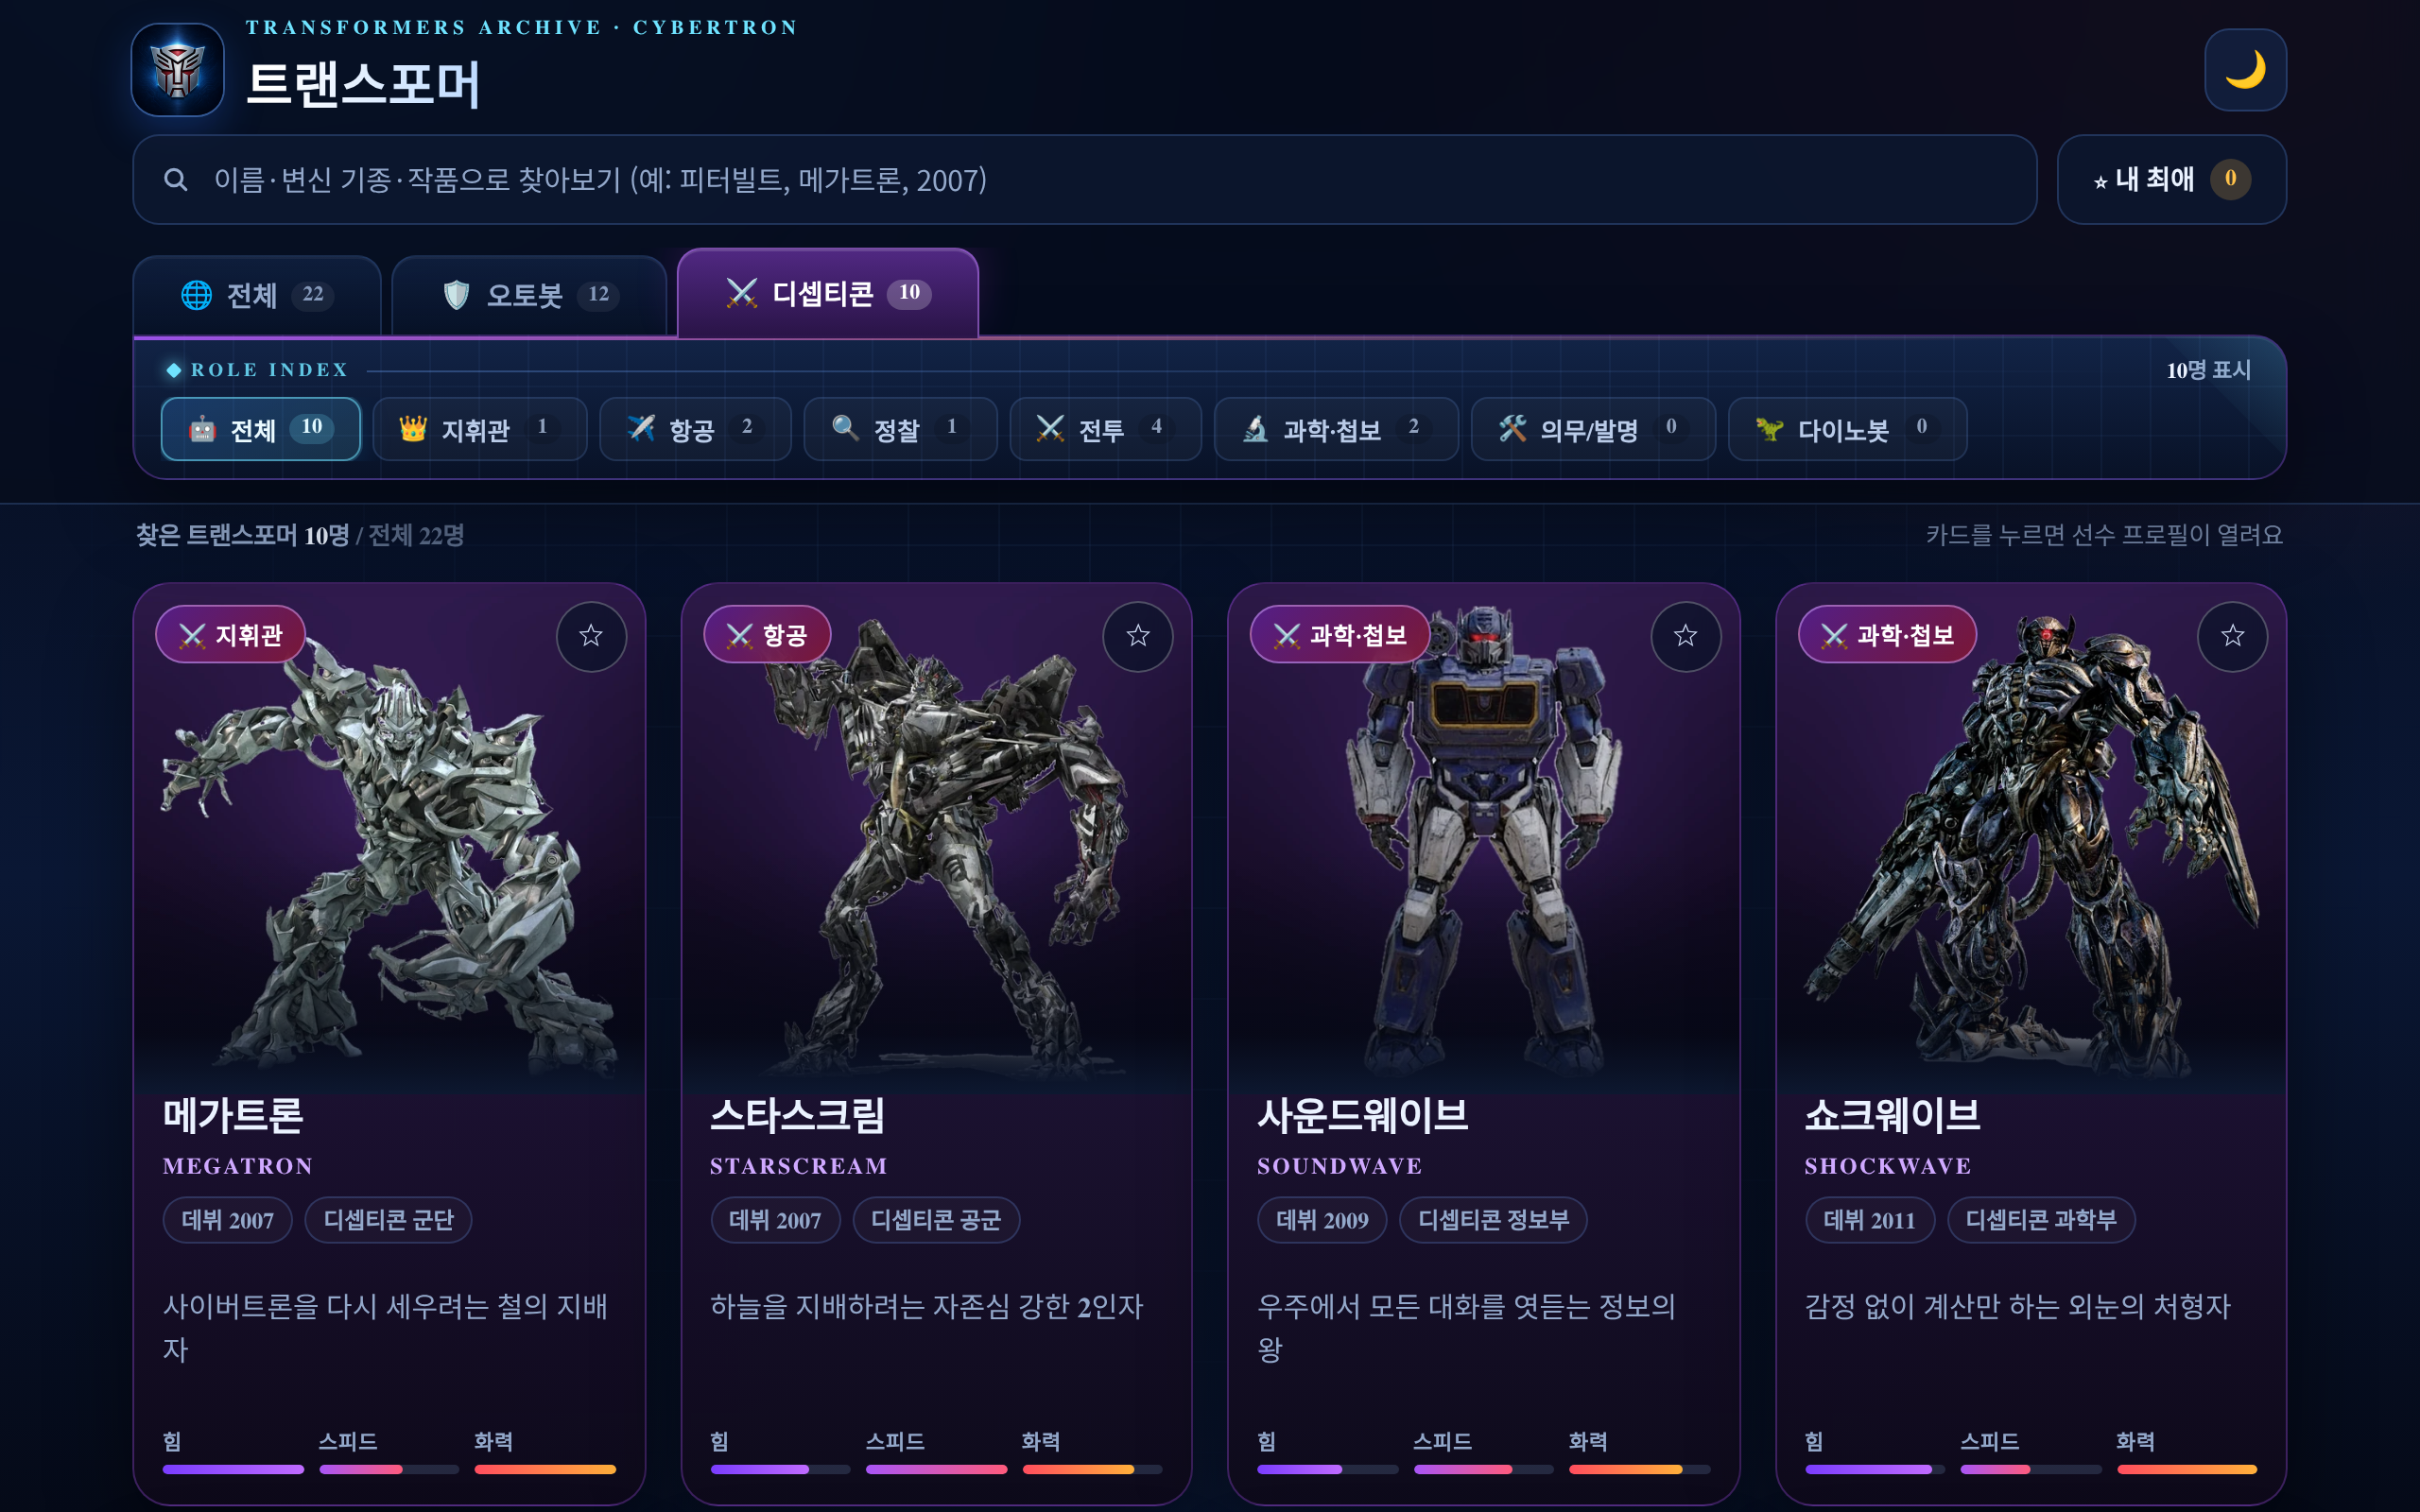 TRANSFORMERS ARCHIVE · CYBERTRON
트랜스포머
이름·변신 기종·작품으로 찾아보기 (예: 피터빌트, 메가트론, 2007)
☆ 내 최애 0
전체 22
오토봇 12
디셉티콘 10
◆ ROLE INDEX
10명 표시
전체 10
지휘관 1
항공 2
정찰 1
전투 4
과학·첩보 2
의무/발명 0
다이노봇 0
찾은 트랜스포머 10명 / 전체 22명
카드를 누르면 선수 프로필이 열려요
지휘관
메가트론
MEGATRON
데뷔 2007
디셉티콘 군단
사이버트론을 다시 세우려는 철의 지배
자
힘
스피드
화력
항공
스타스크림
STARSCREAM
데뷔 2007
디셉티콘 공군
하늘을 지배하려는 자존심 강한 2인자
힘
스피드
화력
과학·첩보
사운드웨이브
SOUNDWAVE
데뷔 2009
디셉티콘 정보부
우주에서 모든 대화를 엿듣는 정보의
왕
힘
스피드
화력
과학·첩보
쇼크웨이브
SHOCKWAVE
데뷔 2011
디셉티콘 과학부
감정 없이 계산만 하는 외눈의 처형자
힘
스피드
화력